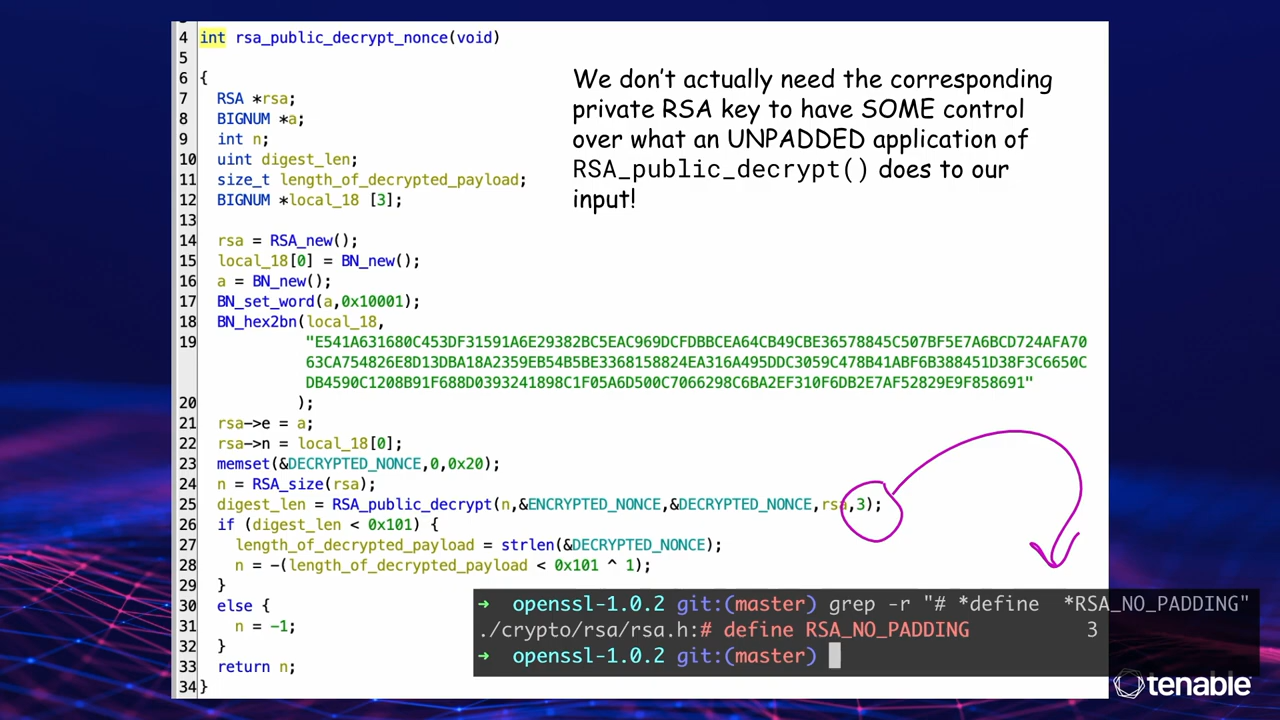 4 int rsa_public_decrypt_nonce(void)
5
6 {
7 RSA *rsa;
8 BIGNUM *a;
9 int n;
10 uint digest_len;
11 size_t length_of_decrypted_payload;
12 BIGNUM *local_18 [3];
13
14 rsa = RSA_new();
15 local_18[0] = BN_new();
16 a = BN_new();
17 BN_set_word(a,0x10001);
18 BN_hex2bn(local_18,
19 "E541A631680C453DF31591A6E29382BC5EAC969DCFDBBCEA64CB49CBE36578845C507BF5E7A6BCD724AFA70
63CA754826E8D13DBA18A2359EB54B5BE3368158824EA316A495DDC3059C478B41ABF6B388451D38F3C6650C
DB4590C1208B91F688D0393241898C1F05A6D500C7066298C6BA2EF310F6DB2E7AF52829E9F858691"
20 );
21 rsa->e = a;
22 rsa->n = local_18[0];
23 memset(&DECRYPTED_NONCE,0,0x20);
24 n = RSA_size(rsa);
25 digest_len = RSA_public_decrypt(n,&ENCRYPTED_NONCE,&DECRYPTED_NONCE,rsa,3);
26 if (digest_len < 0x101) {
27 length_of_decrypted_payload = strlen(&DECRYPTED_NONCE);
28 n = -(length_of_decrypted_payload < 0x101 ^ 1);
29 }
30 else {
31 n = -1;
32 }
33 return n;
34 }
We don't actually need the corresponding
private RSA key to have SOME control
over what an UNPADDED application of
RSA_public_decrypt() does to our
input!
➜ openssl-1.0.2 git:(master) grep -r "# *define *RSA_NO_PADDING"
./crypto/rsa/rsa.h:# define RSA_NO_PADDING 3
➜ openssl-1.0.2 git:(master)
tenable